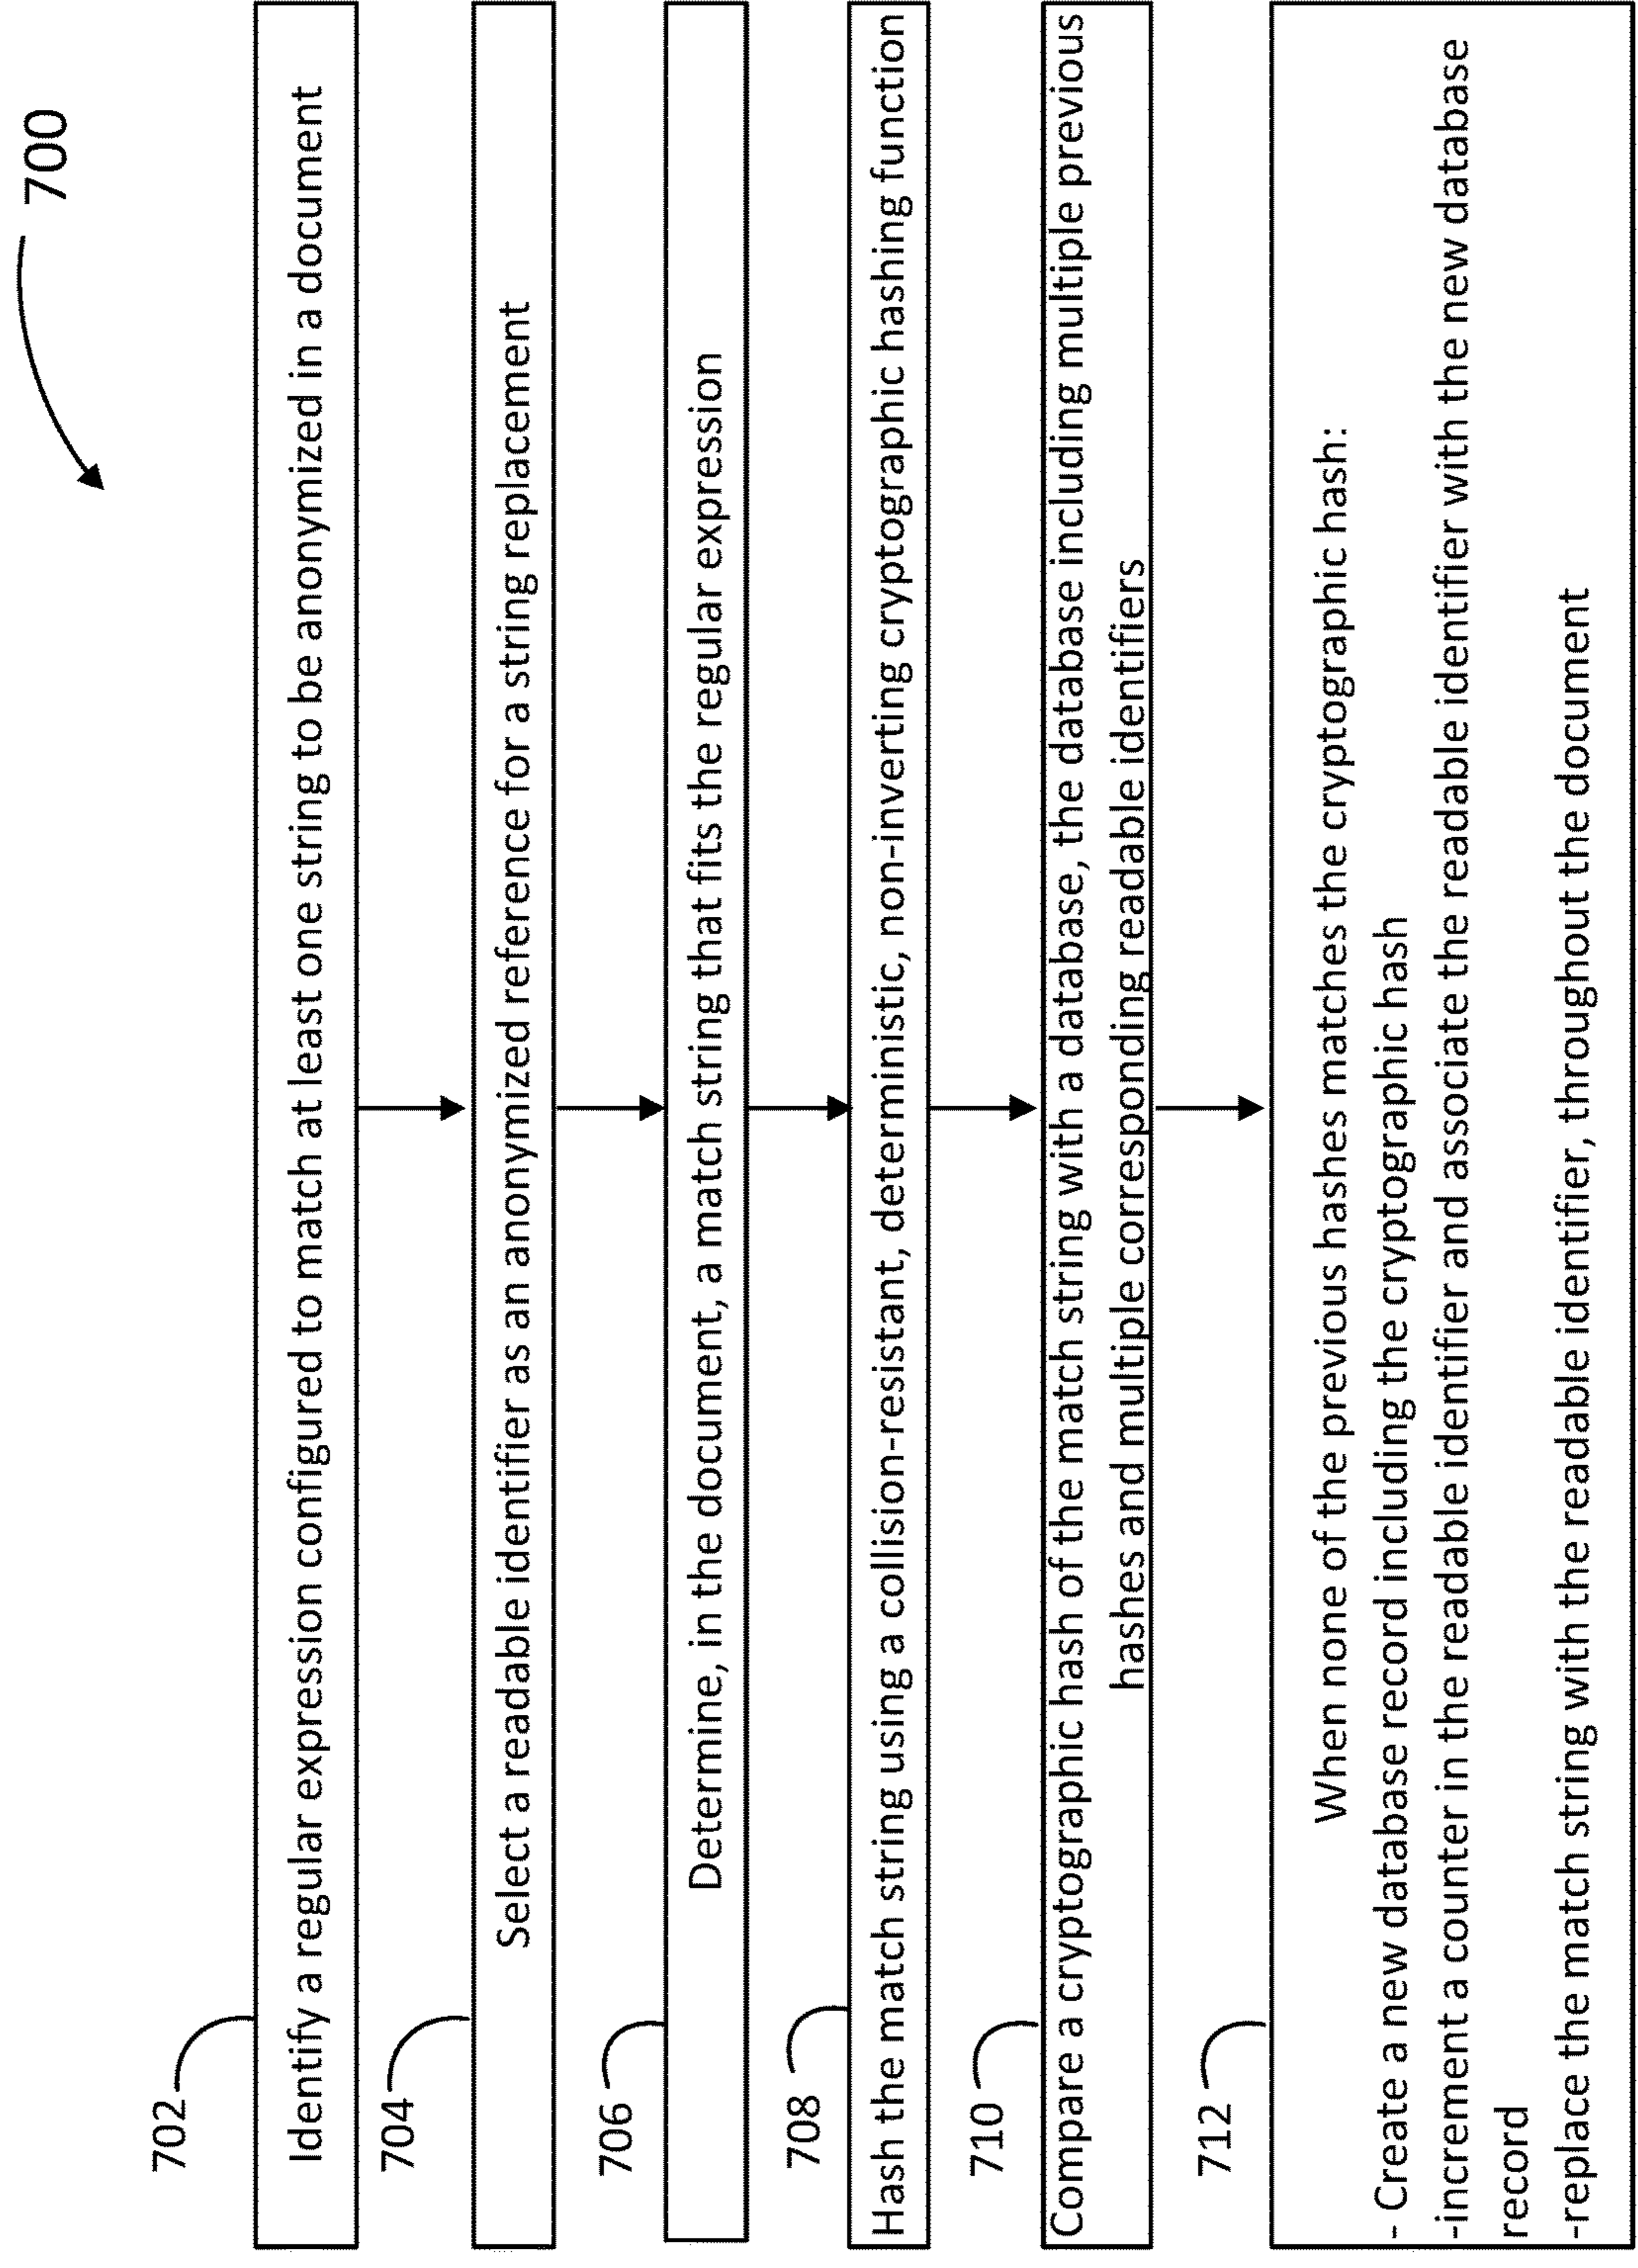 700
702
Identify a regular expression configured to match at least one string to be anonymized in a document
704
Select a readable identifier as an anonymized reference for a string replacement
706
Determine, in the document, a match string that fits the regular expression
708
Hash the match string using a collision-resistant, deterministic, non-inverting cryptographic hashing function
710
Compare a cryptographic hash of the match string with a database, the database including multiple previous
hashes and multiple corresponding readable identifiers
712
When none of the previous hashes matches the cryptographic hash:
- Create a new database record including the cryptographic hash
-increment a counter in the readable identifier and associate the readable identifier with the new database
record
-replace the match string with the readable identifier, throughout the document